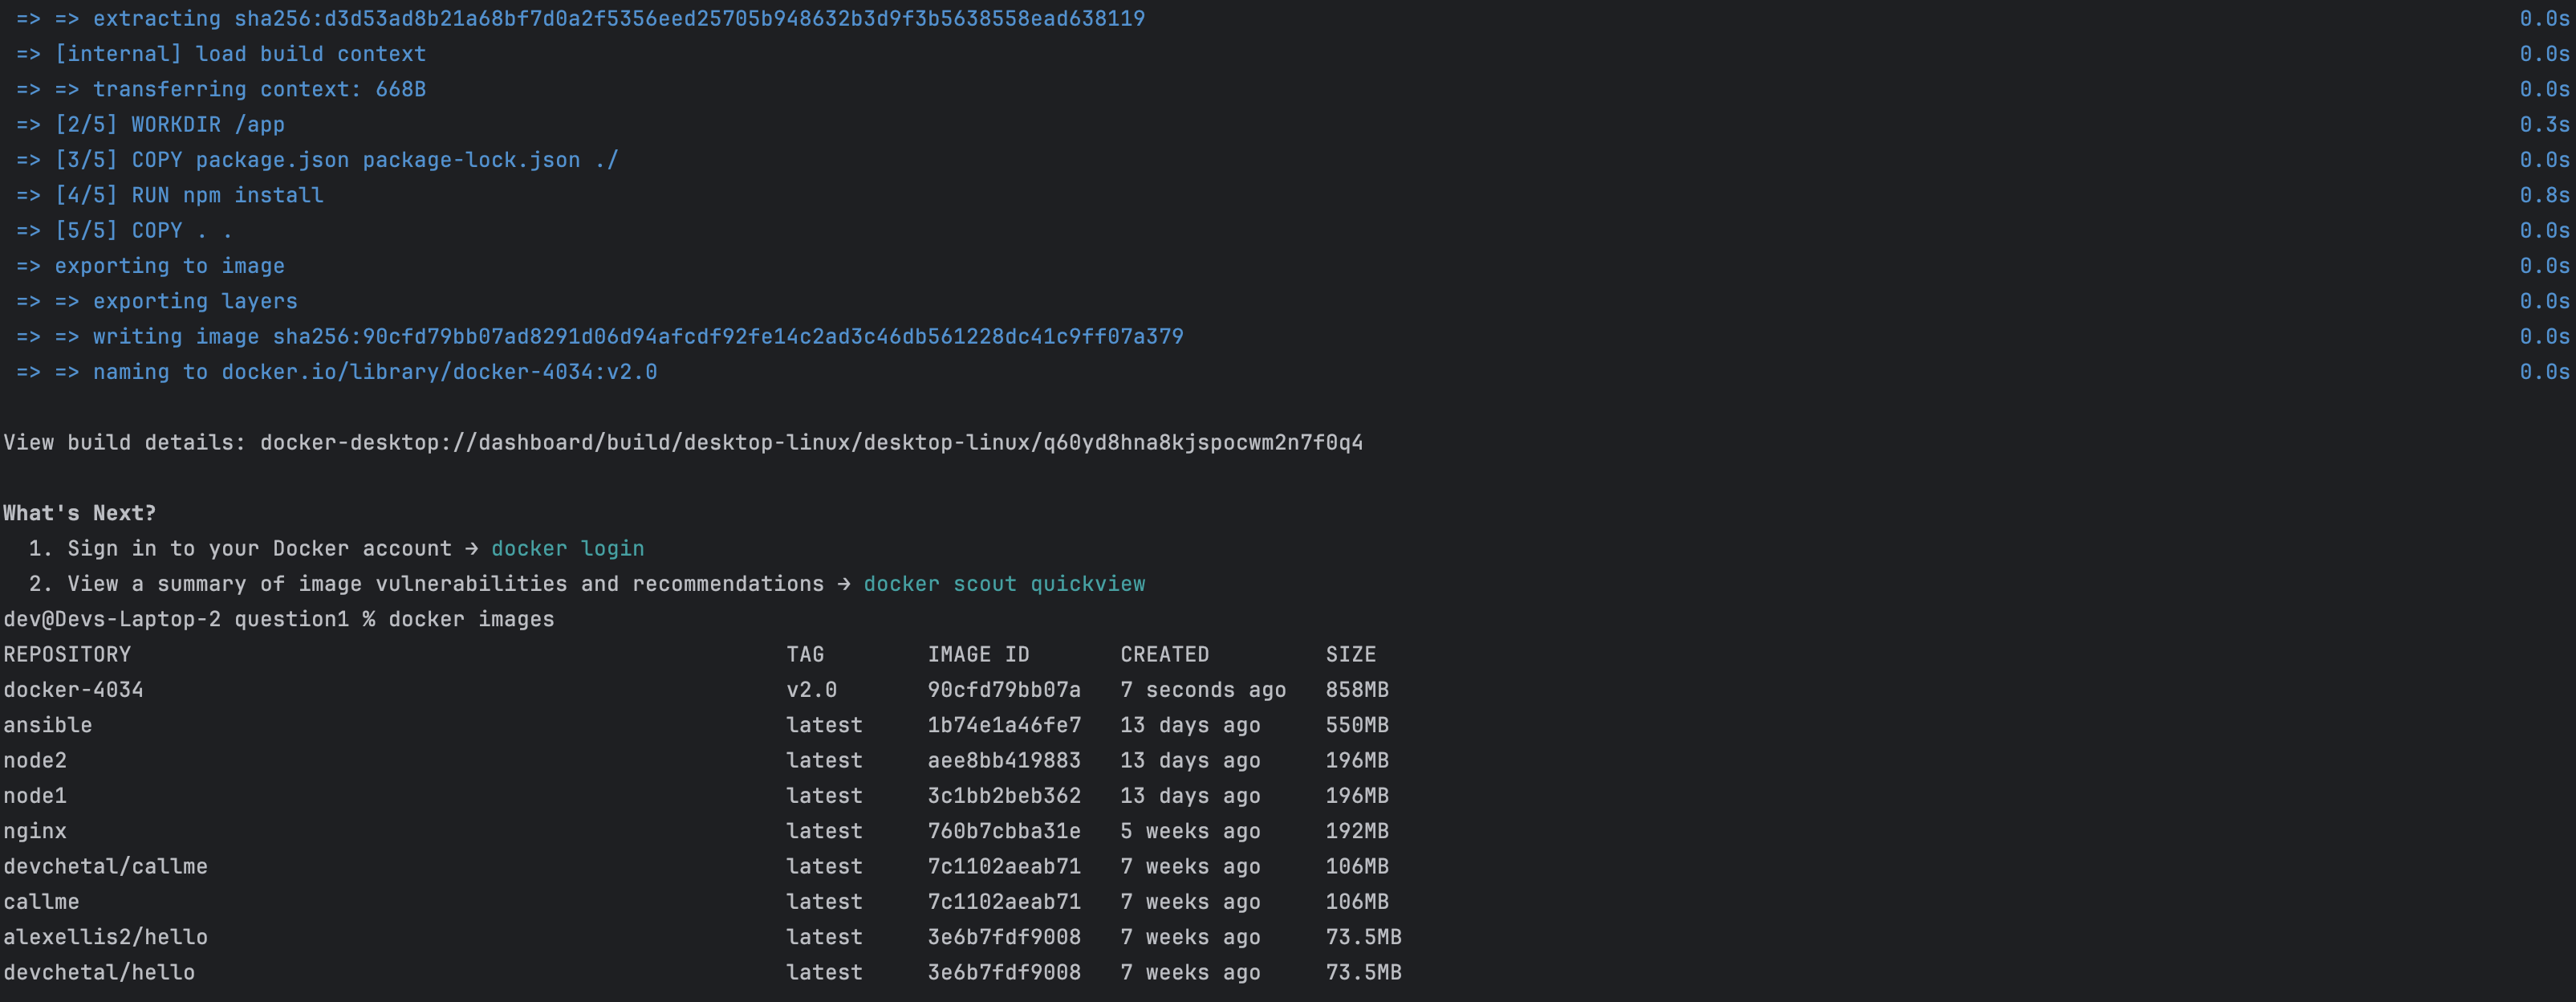 => => extracting sha256:d3d53ad8b21a68bf7d0a2f5356eed25705b948632b3d9f3b5638558ead638119 0.0s
=> [internal] load build context 0.0s
=> => transferring context: 668B 0.0s
=> [2/5] WORKDIR /app 0.3s
=> [3/5] COPY package.json package-lock.json ./ 0.0s
=> [4/5] RUN npm install 0.8s
=> [5/5] COPY . . 0.0s
=> exporting to image 0.0s
=> => exporting layers 0.0s
=> => writing image sha256:90cfd79bb07ad8291d06d94afcdf92fe14c2ad3c46db561228dc41c9ff07a379 0.0s
=> => naming to docker.io/library/docker-4034:v2.0 0.0s
View build details: docker-desktop://dashboard/build/desktop-linux/desktop-linux/q60yd8hna8kjspocwm2n7f0q4
What's Next?
1. Sign in to your Docker account → docker login
2. View a summary of image vulnerabilities and recommendations → docker scout quickview
dev@Devs-Laptop-2 question1 % docker images
REPOSITORY TAG IMAGE ID CREATED SIZE
docker-4034 v2.0 90cfd79bb07a 7 seconds ago 858MB
ansible latest 1b74e1a46fe7 13 days ago 550MB
node2 latest aee8bb419883 13 days ago 196MB
node1 latest 3c1bb2beb362 13 days ago 196MB
nginx latest 760b7cbba31e 5 weeks ago 192MB
devchetal/callme latest 7c1102aeab71 7 weeks ago 106MB
callme latest 7c1102aeab71 7 weeks ago 106MB
alexellis2/hello latest 3e6b7fdf9008 7 weeks ago 73.5MB
devchetal/hello latest 3e6b7fdf9008 7 weeks ago 73.5MB